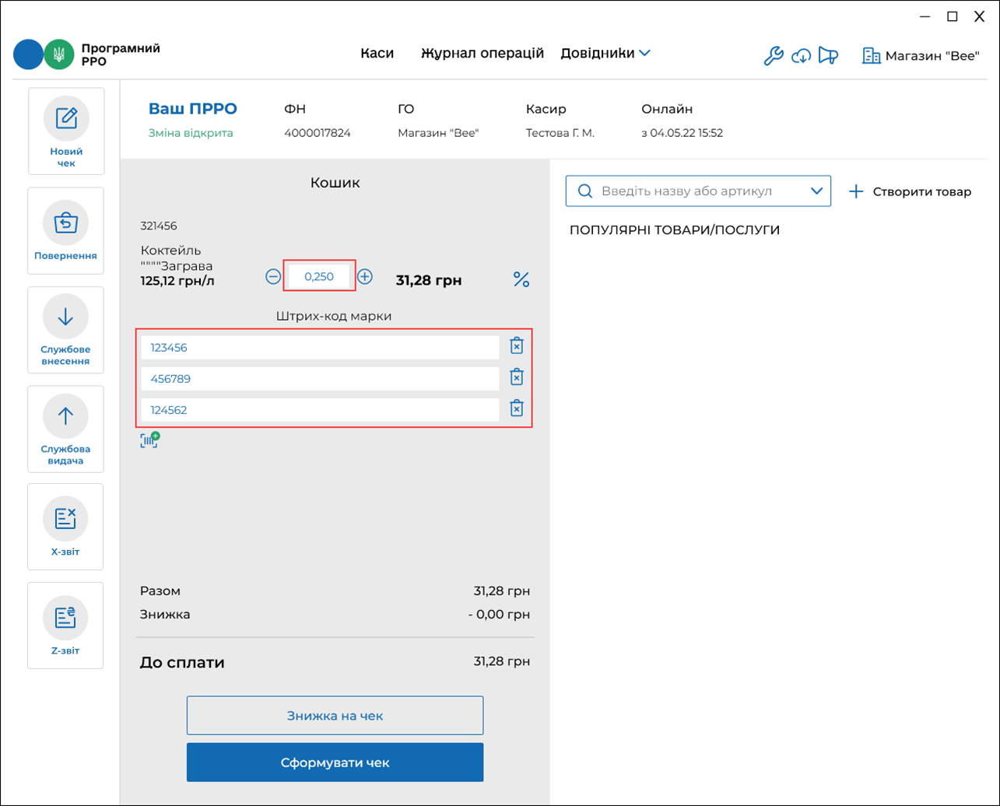 Програмний
РРО
Каси
Журнал операцій
Довідники
Магазин "Bee"
Новий
чек
Повернення
Службове
внесення
Службова
видача
X-звіт
Z-звіт
Ваш ПРРО
Зміна відкрита
ФН
4000017824
ГО
Магазин "Bee"
Касир
Тестова Г. М.
Онлайн
з 04.05.22 15:52
Кошик
321456
Коктейль
""""Заграва
125,12 грн/л
0,250
31,28 грн
Штрих-код марки
123456
456789
124562
Разом
31,28 грн
Знижка
- 0,00 грн
До сплати
31,28 грн
Знижка на чек
Сформувати чек
Введіть назву або артикул
Створити товар
ПОПУЛЯРНІ ТОВАРИ/ПОСЛУГИ